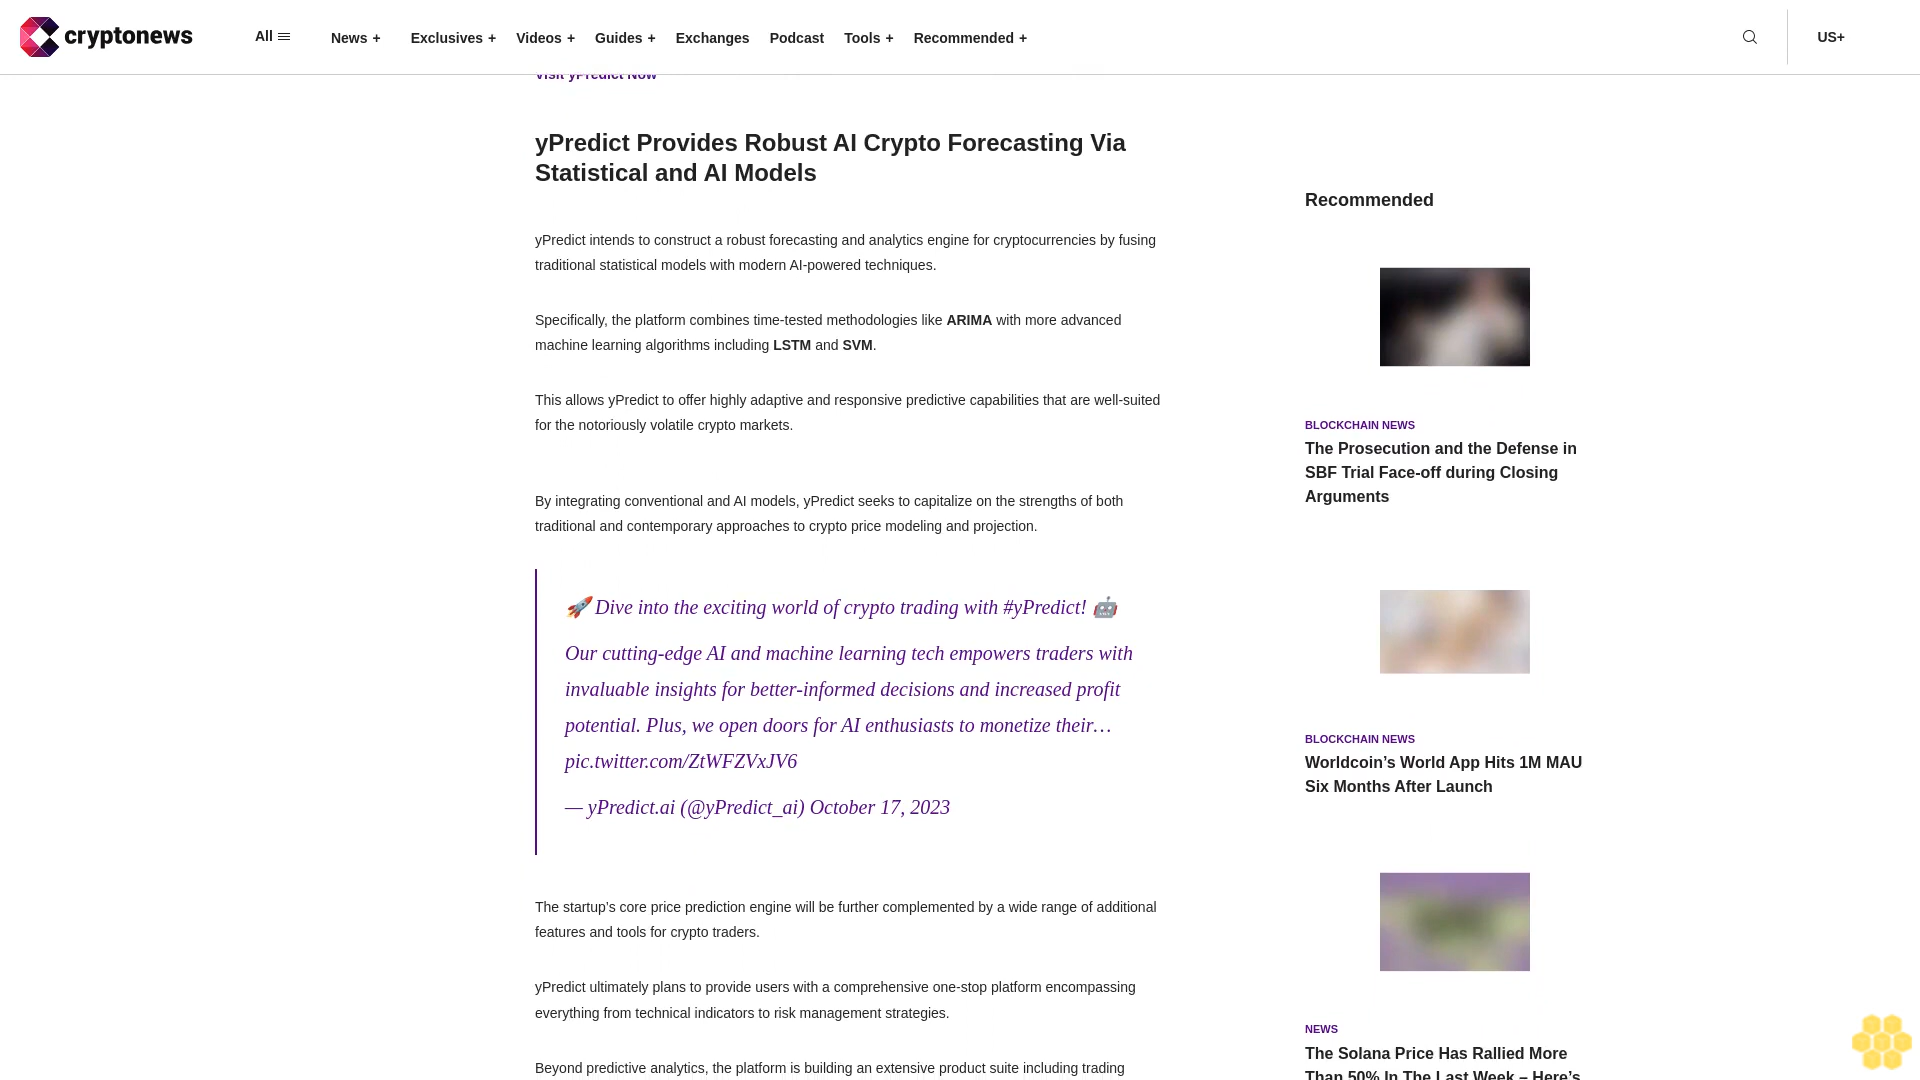 cryptonews
All
News +
Exclusives +
Videos +
Guides +
Exchanges
Podcast
Tools +
Recommended +
US+
Visit yPredict Now
yPredict Provides Robust AI Crypto Forecasting Via
Statistical and AI Models
yPredict intends to construct a robust forecasting and analytics engine for cryptocurrencies by fusing
traditional statistical models with modern AI-powered techniques.
Specifically, the platform combines time-tested methodologies like ARIMA with more advanced
machine learning algorithms including LSTM and SVM.
This allows yPredict to offer highly adaptive and responsive predictive capabilities that are well-suited
for the notoriously volatile crypto markets.
By integrating conventional and AI models, yPredict seeks to capitalize on the strengths of both
traditional and contemporary approaches to crypto price modeling and projection.
🚀 Dive into the exciting world of crypto trading with #yPredict! 🤖
Our cutting-edge AI and machine learning tech empowers traders with
invaluable insights for better-informed decisions and increased profit
potential. Plus, we open doors for AI enthusiasts to monetize their…
pic.twitter.com/ZtWFZVxJV6
— yPredict.ai (@yPredict_ai) October 17, 2023
The startup’s core price prediction engine will be further complemented by a wide range of additional
features and tools for crypto traders.
yPredict ultimately plans to provide users with a comprehensive one-stop platform encompassing
everything from technical indicators to risk management strategies.
Beyond predictive analytics, the platform is building an extensive product suite including trading
Recommended
BLOCKCHAIN NEWS
The Prosecution and the Defense in
SBF Trial Face-off during Closing
Arguments
BLOCKCHAIN NEWS
Worldcoin’s World App Hits 1M MAU
Six Months After Launch
NEWS
The Solana Price Has Rallied More
Than 50% In The Last Week – Here’s